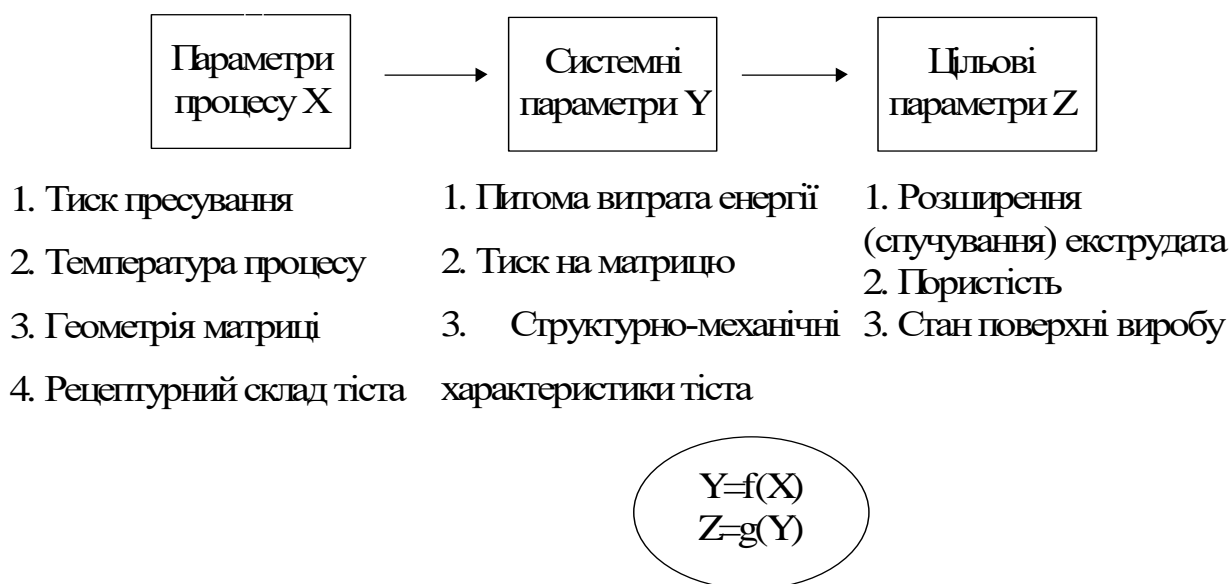 Параметри
процесу X
Системні
параметри Y
Цільові
параметри Z
1. Тиск пресування
2. Температура процесу
3. Геометрія матриці
4. Рецептурний склад тіста
1. Питома витрата енергії
2. Тиск на матрицю
3. Структурно-механічні
характеристики тіста
1. Розширення
(спучування) екструдата
2. Пористість
3. Стан поверхні виробу
Y=f(X)
Z=g(Y)